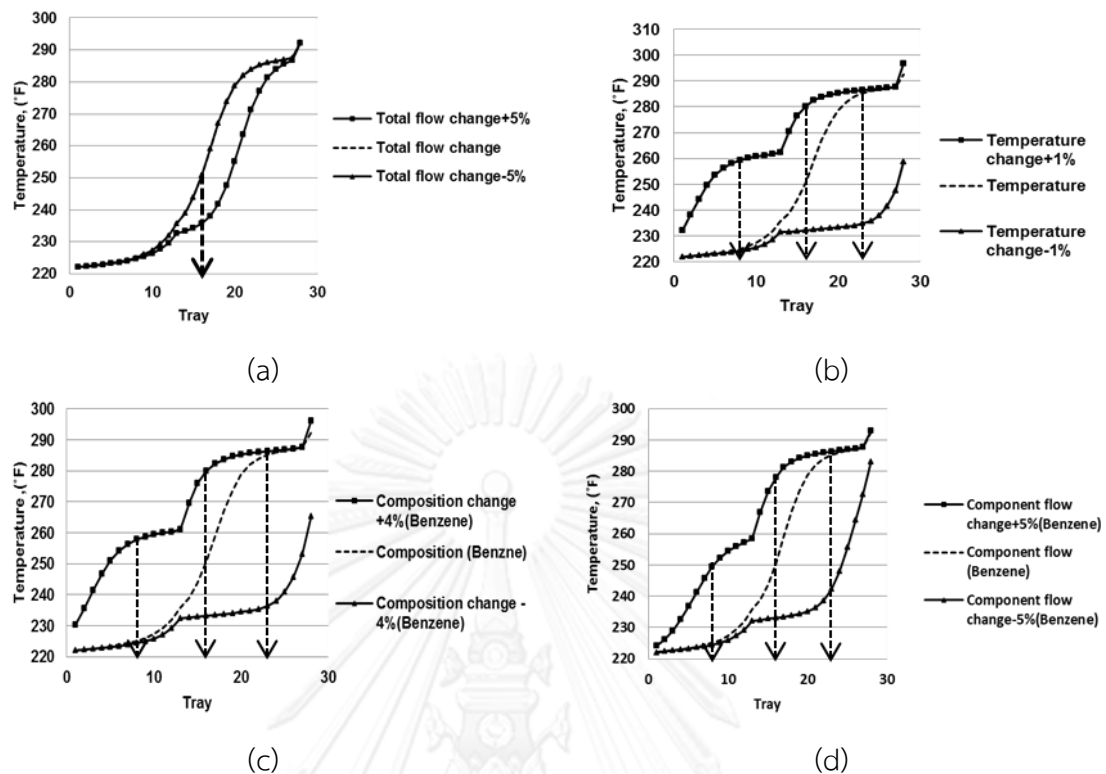 300
290
280
270
260
250
240
230
220
0
10
20
30
Temperature, (˚F)
Tray
Total flow change+5%
Total flow change
Total flow change-5%
(a)
310
300
290
280
270
260
250
240
230
220
0
10
20
30
Temperature, (˚F)
Tray
Temperature
change+1%
Temperature
Temperature
change-1%
(b)
300
290
280
270
260
250
240
230
220
0
10
20
30
Temperature ,(˚F)
Tray
Composition change
+4%(Benzene)
Composition (Benzne)
Composition change -
4%(Benzene)
(c)
300
290
280
270
260
250
240
230
220
0
10
20
30
Temperature, (˚F)
Tray
Component flow
change+5%(Benzene)
Component flow
(Benzene)
Component flow
change-5%(Benzene)
(d)